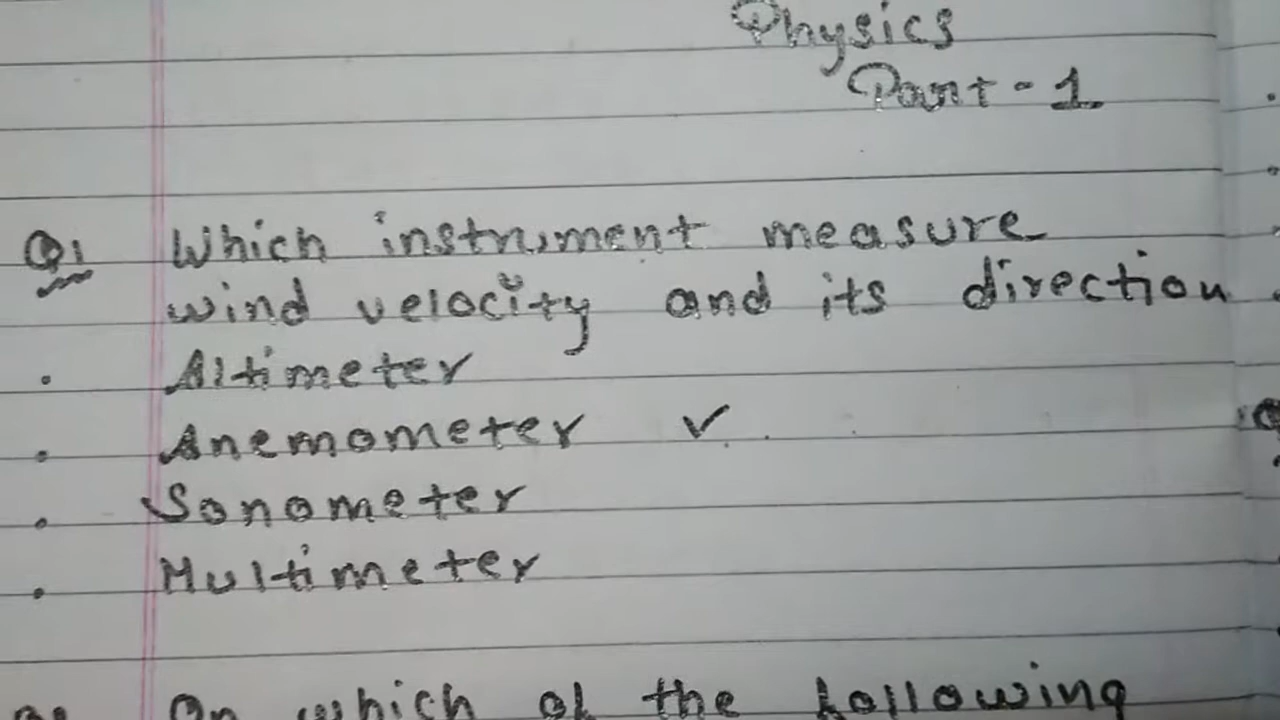 Physics
Part-1
Q1 Which instrument measure
wind velocity and its direction
. Altimeter
. Anemometer ✓
. Sonometer
. Multimeter
On which of the following